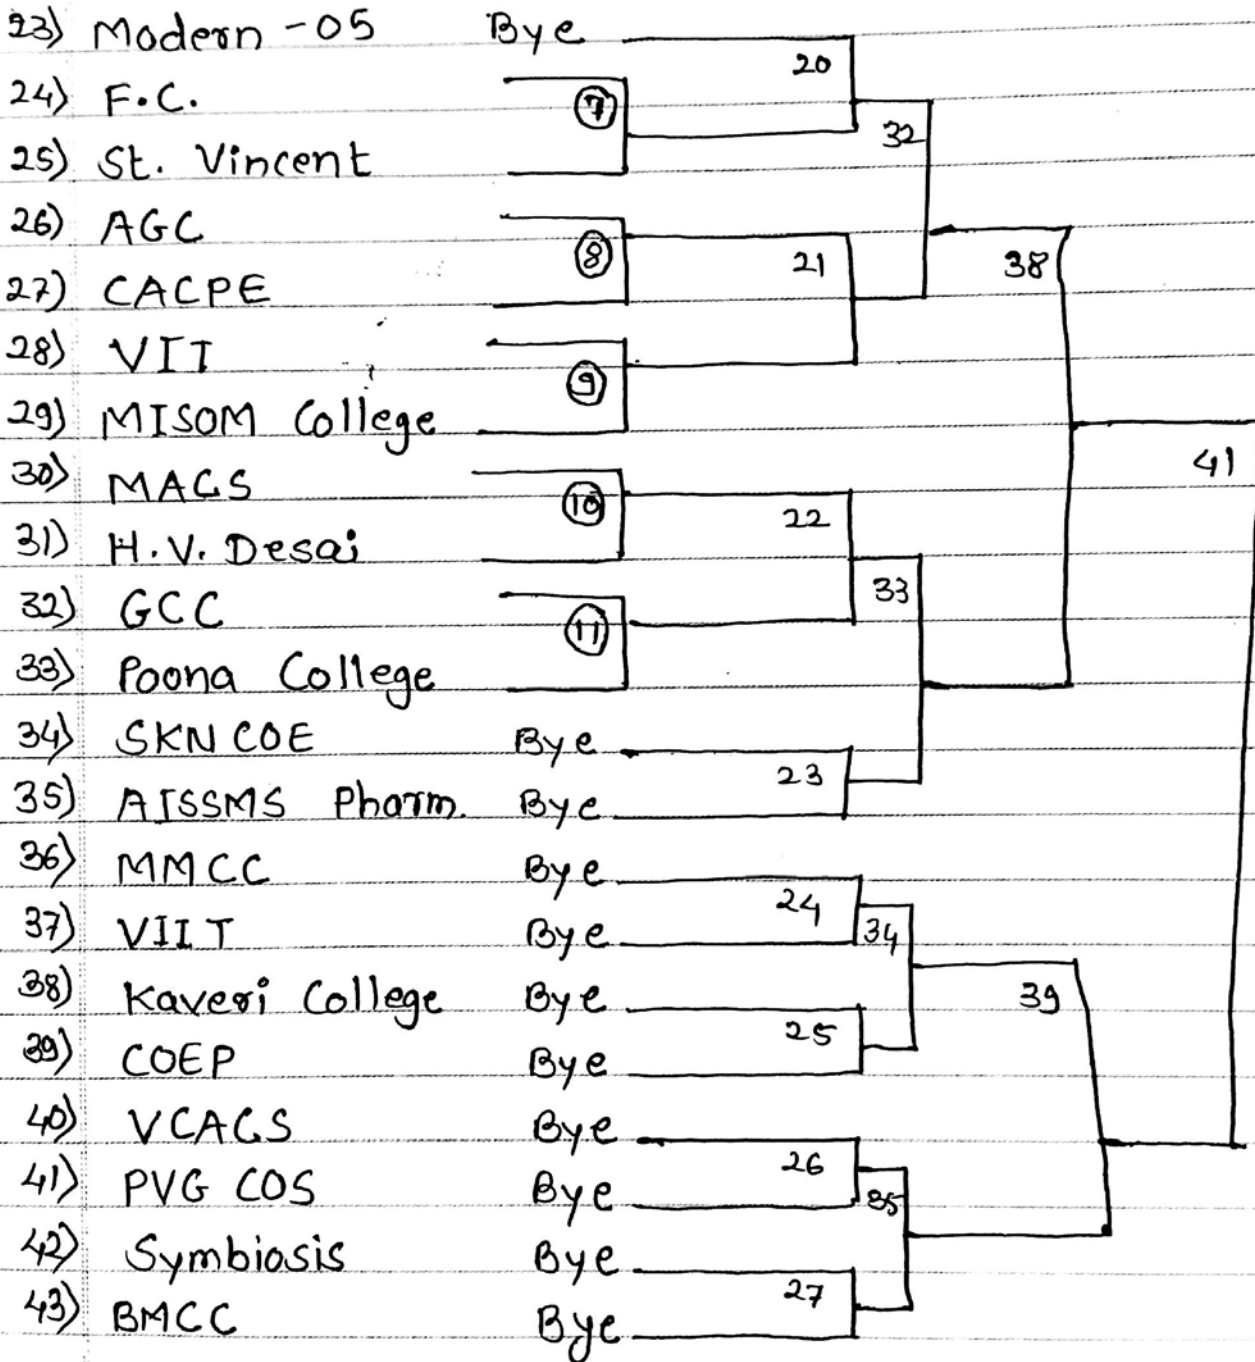 23) Modern - 05 Bye
20
24) F.C.
7
32
25) St. Vincent
26) AGC
8
21
38
27) CACPE
28) VIT
9
29) MISOM College
30) MACS
10
22
41
31) H.V. Desai
32) GCC
11
33
33) Poona College
34) SKN COE Bye
23
35) AISSMS Pharm. Bye
36) MMCC Bye
24
37) VIIT Bye
34
38) Kaveri College Bye
25
39
39) COEP Bye
40) VCACS Bye
26
41) PVG COS Bye
35
42) Symbiosis Bye
27
43) BMCC Bye